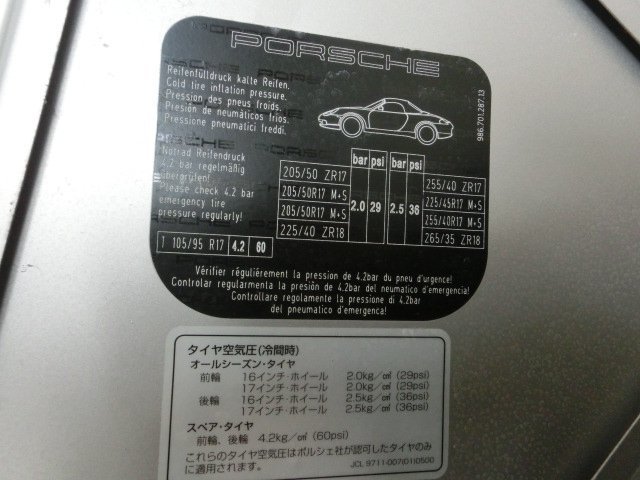 PORSCHE
Reifenfülldruck kalte Reifen.
Cold tire inflation pressure.
Pression des pneus froids.
Presión de neumáticos fríos.
Pressione pneumatici freddi.
986.701.287.13
Notrad Reifendruck
4.2 bar regelmäßig
überprüfen!
Please check 4.2 bar
emergency tire
pressure regularly!
T 105/95 R17 4.2 60
bar psi bar psi
205/50 ZR17 255/40 ZR17
205/50R17 M+S 225/45R17 M+S
2.0 29 2.5 36
205/50R17 M+S 255/40R17 M+S
225/40 ZR18 265/35 ZR18
Vérifier régulièrement la pression de 4.2bar du pneu d'urgence!
Controlar regularmenta la presión de 4.2bar del neumatico d'emergencia!
Controllare regolamente la pressione di 4.2bar
del pneumatico d'emergenca!
タイヤ空気圧(冷間時)
オールシーズン・タイヤ
前輪 16インチ・ホイール 2.0kg/㎠ (29psi)
17インチ・ホイール 2.0kg/㎠ (29psi)
後輪 16インチ・ホイール 2.5kg/㎠ (36psi)
17インチ・ホイール 2.5kg/㎠ (36psi)
スペア・タイヤ
前輪、後輪 4.2kg/㎠ (60psi)
これらのタイヤ空気圧はポルシェ社が認可したタイヤのみ
に適用されます。 JCL 9711-007(01)0500